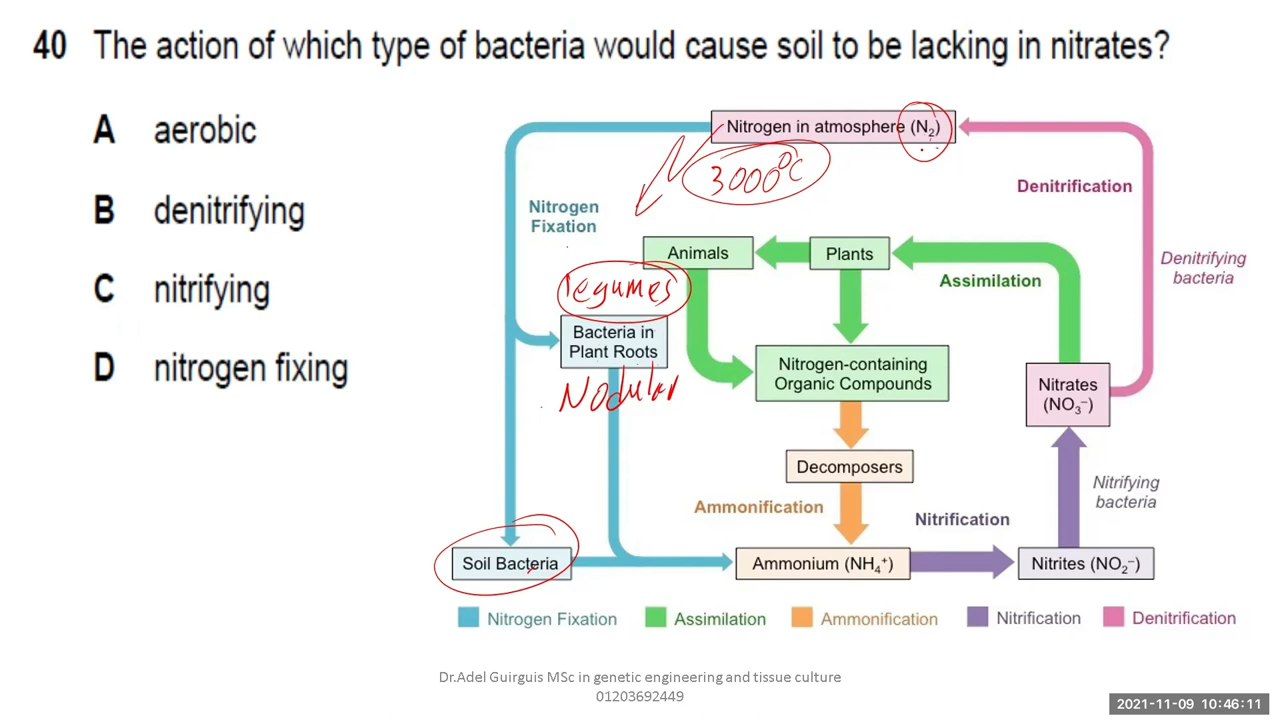 40 The action of which type of bacteria would cause soil to be lacking in nitrates?
A aerobic
B denitrifying
C nitrifying
D nitrogen fixing
Nitrogen in atmosphere (N₂)
3000°C
Denitrification
Nitrogen
Fixation
Animals
Plants
Assimilation
Denitrifying
bacteria
legumes
Bacteria in
Plant Roots
Nodular
Nitrogen-containing
Organic Compounds
Nitrates
(NO₃⁻)
Decomposers
Ammonification
Nitrification
Nitrifying
bacteria
Soil Bacteria
Ammonium (NH₄⁺)
Nitrites (NO₂⁻)
Nitrogen Fixation
Assimilation
Ammonification
Nitrification
Denitrification
Dr.Adel Guirguis MSc in genetic engineering and tissue culture
01203692449
2021-11-09 10:46:11